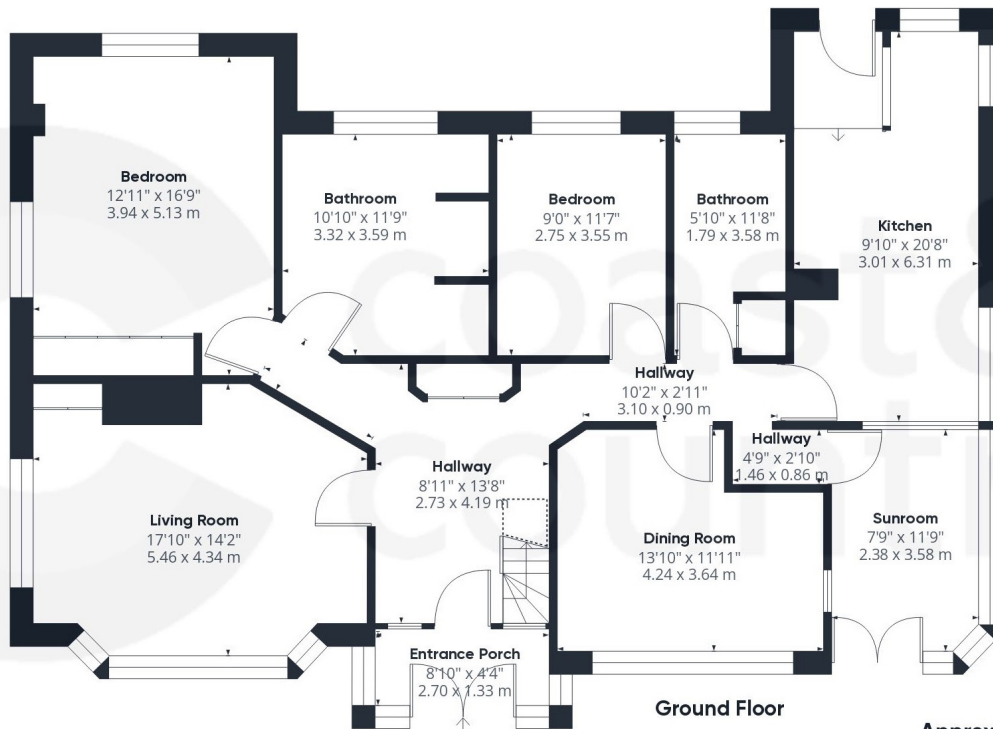 Bedroom
12'11" x 16'9"
3.94 x 5.13 m
Bathroom
10'10" x 11'9"
3.32 x 3.59 m
Bedroom
9'0" x 11'7"
2.75 x 3.55 m
Bathroom
5'10" x 11'8"
1.79 x 3.58 m
Kitchen
9'10" x 20'8"
3.01 x 6.31 m
Hallway
10'2" x 2'11"
3.10 x 0.90 m
Hallway
4'9" x 2'10"
1.46 x 0.86 m
Hallway
8'11" x 13'8"
2.73 x 4.19 m
Living Room
17'10" x 14'2"
5.46 x 4.34 m
Dining Room
13'10" x 11'11"
4.24 x 3.64 m
Sunroom
7'9" x 11'9"
2.38 x 3.58 m
Entrance Porch
8'10" x 4'4"
2.70 x 1.33 m
Ground Floor